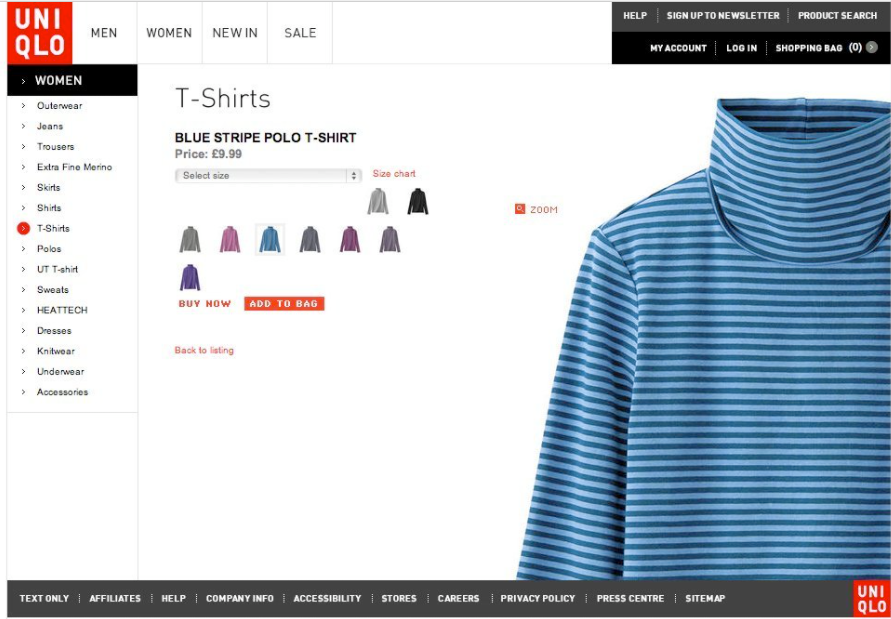 UNI
QLO
MEN
WOMEN
NEW IN
SALE
HELP
SIGN UP TO NEWSLETTER
PRODUCT SEARCH
MY ACCOUNT
LOG IN
SHOPPING BAG (0)
WOMEN
Outerwear
Jeans
Trousers
Extra Fine Merino
Skirts
Shirts
T-Shirts
Polos
UT T-shirt
Sweats
HEATTECH
Dresses
Knitwear
Underwear
Accessories
T-Shirts
BLUE STRIPE POLO T-SHIRT
Price: £9.99
Select size
Size chart
ZOOM
BUY NOW
ADD TO BAG
Back to listing
TEXT ONLY
AFFILIATES
HELP
COMPANY INFO
ACCESSIBILITY
STORES
CAREERS
PRIVACY POLICY
PRESS CENTRE
SITEMAP
UNI
QLO